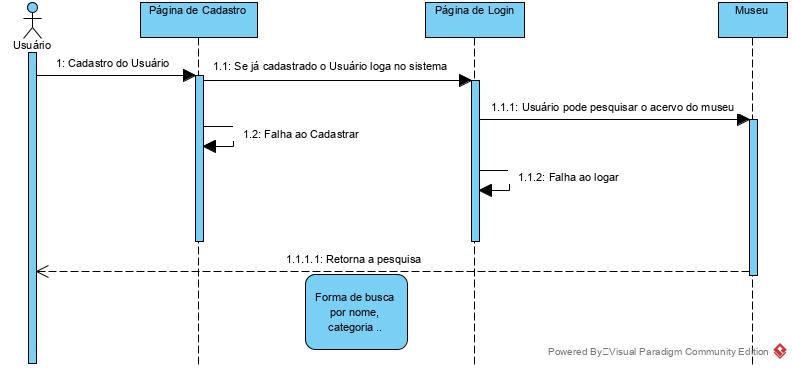 Página de Cadastro
Página de Login
Museu
Usuário
1: Cadastro do Usuário
1.1: Se já cadastrado o Usuário loga no sistema
1.1.1: Usuário pode pesquisar o acervo do museu
1.2: Falha ao Cadastrar
1.1.2: Falha ao logar
1.1.1.1: Retorna a pesquisa
Forma de busca
por nome,
categoria ..
Powered By Visual Paradigm Community Edition